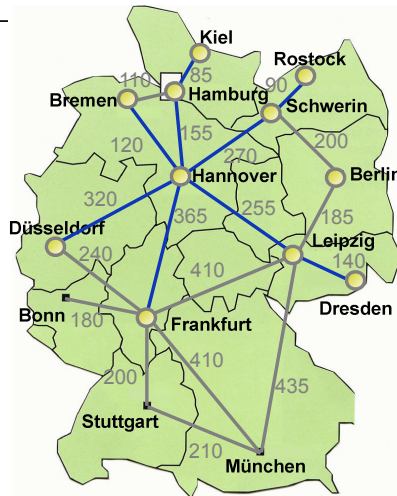 Kiel
Rostock
110
85
90
Hamburg
Bremen
Schwerin
155
200
120
270
Hannover
Berlin
320
365
255
185
Düsseldorf
240
410
Leipzig
140
Dresden
Bonn
180
Frankfurt
410
200
435
Stuttgart
210
München